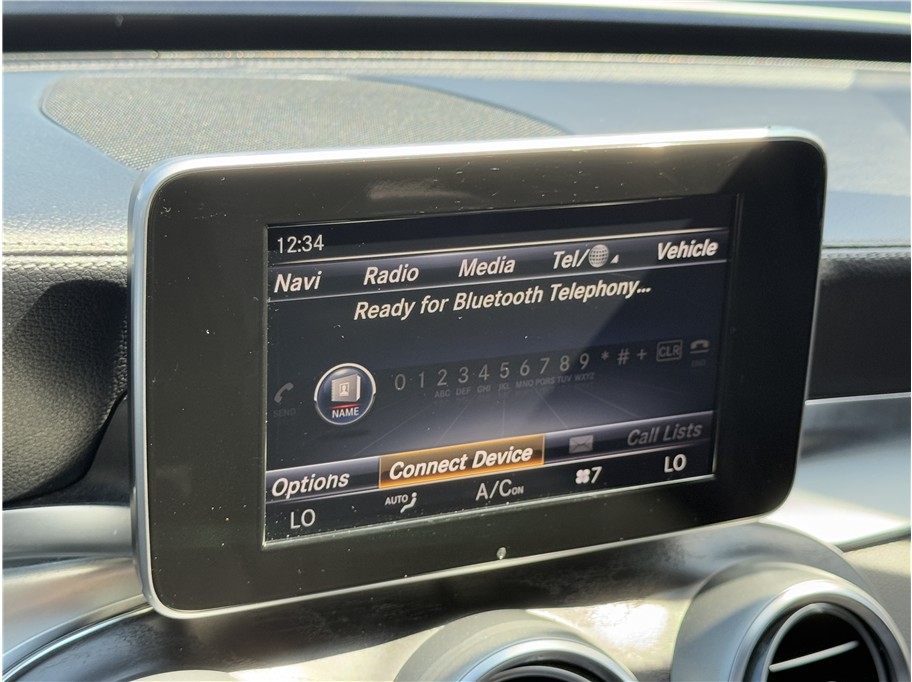 12:34
Navi Radio Media Tel/ Vehicle
Ready for Bluetooth Telephony...
0 1 2 3 4 5 6 7 8 9 * # + CLR
SEND ABC DEF GHI JKL MNO PQRS TUV WXYZ END
NAME
Options Connect Device Call Lists
LO AUTO A/C ON 7 LO